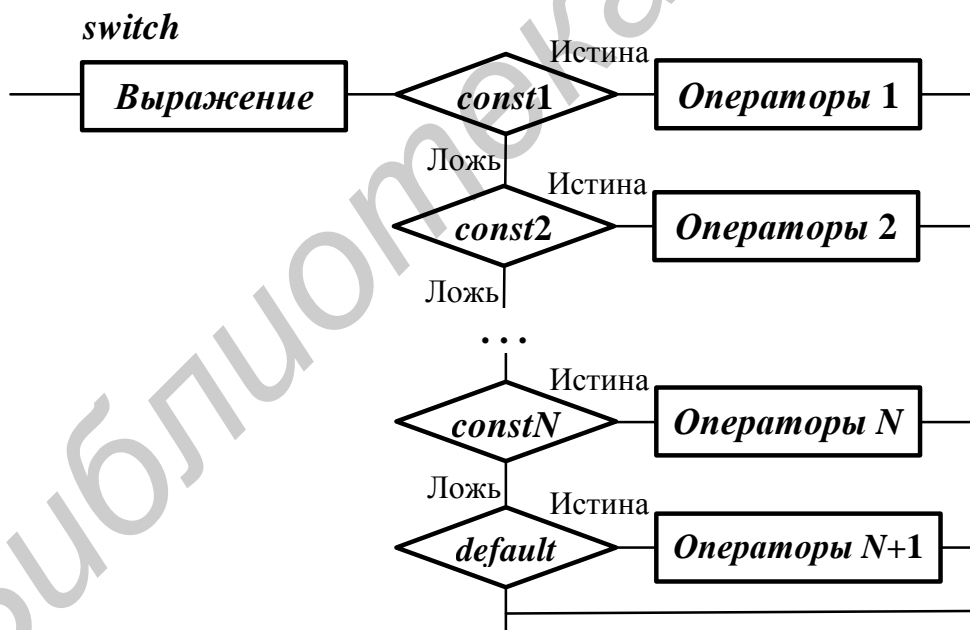 switch
Истина
Выражение const1 Операторы 1
Ложь
Истина
const2 Операторы 2
Ложь
...
Истина
constN Операторы N
Ложь
Истина
default Операторы N+1